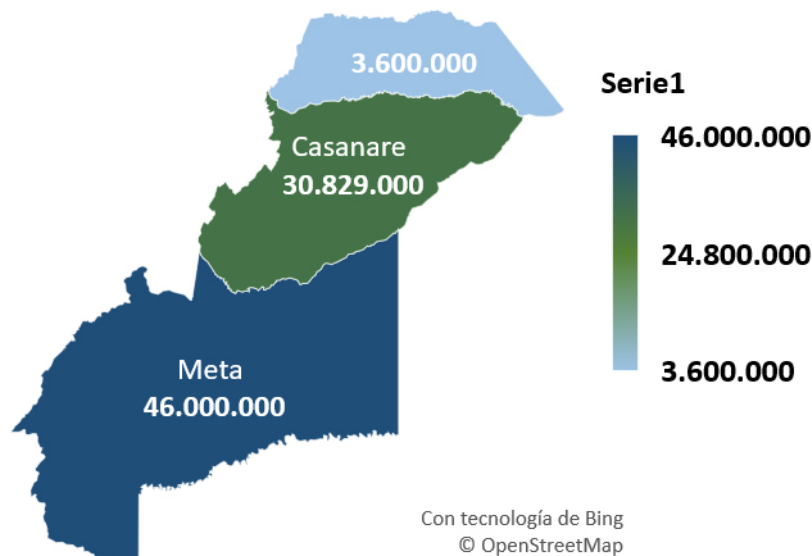 3.600.000
Casanare
30.829.000
Meta
46.000.000
Serie1
46.000.000
24.800.000
3.600.000
Con tecnología de Bing
© OpenStreetMap